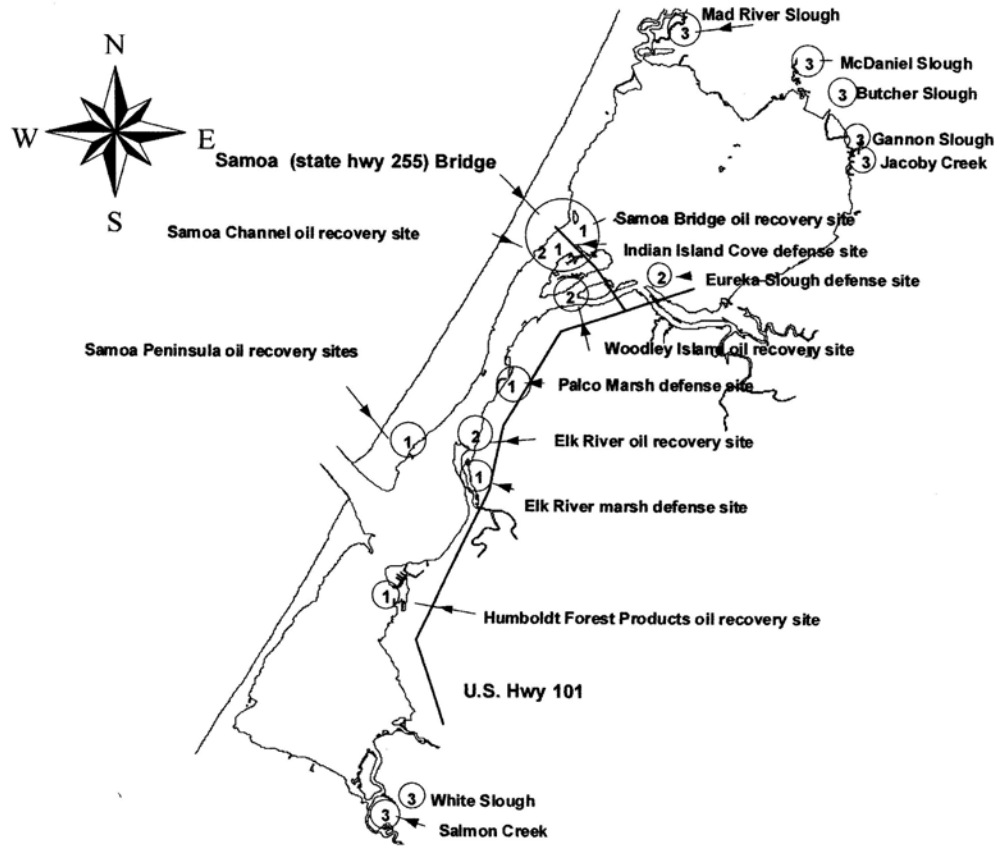 Mad River Slough
3
N
McDaniel Slough
3
3
Butcher Slough
W
E
Gannon Slough
3
Samoa (state hwy 255) Bridge
3
Jacoby Creek
S
Samoa Bridge oil recovery site
1
Samoa Channel oil recovery site
2
1
Indian Island Cove defense site
2
Eureka Slough defense site
2
Samoa Peninsula oil recovery sites
Woodley Island oil recovery site
1
Palco Marsh defense site
1
2
Elk River oil recovery site
1
Elk River marsh defense site
1
Humboldt Forest Products oil recovery site
U.S. Hwy 101
3
White Slough
3
Salmon Creek